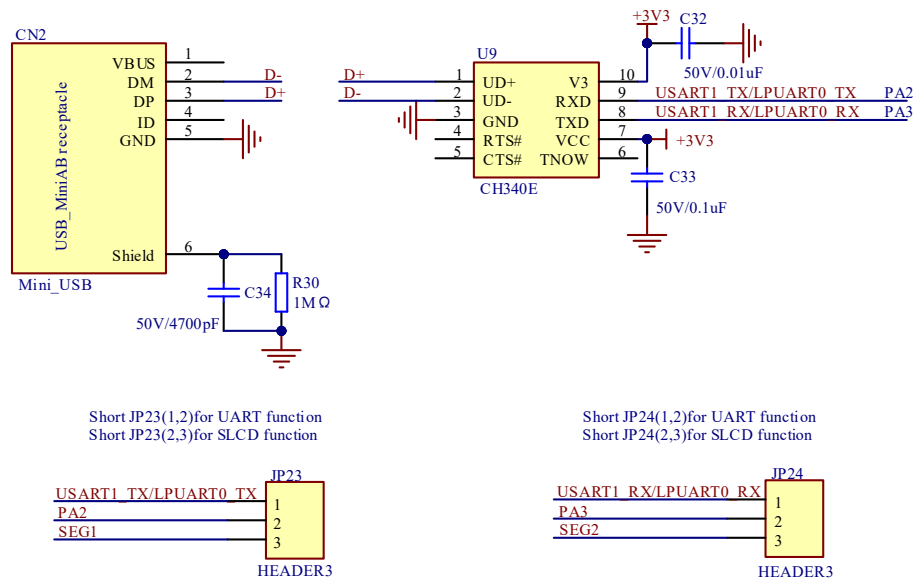 CN2
VBUS 1
DM 2 D-
DP 3 D+
ID 4
GND 5
USB_MiniAB receptacle
Shield 6
Mini_USB
C34
50V/4700pF
R30
1MΩ
+3V3
C32
50V/0.01uF
U9
D+ 1 UD+ V3 10
D- 2 UD- RXD 9 USART1_TX/LPUART0_TX PA2
3 GND TXD 8 USART1_RX/LPUART0_RX PA3
4 RTS# VCC 7 +3V3
5 CTS# TNOW 6
CH340E
C33
50V/0.1uF
Short JP23(1,2)for UART function
Short JP23(2,3)for SLCD function
JP23
USART1_TX/LPUART0_TX 1
PA2 2
SEG1 3
HEADER3
Short JP24(1,2)for UART function
Short JP24(2,3)for SLCD function
JP24
USART1_RX/LPUART0_RX 1
PA3 2
SEG2 3
HEADER3